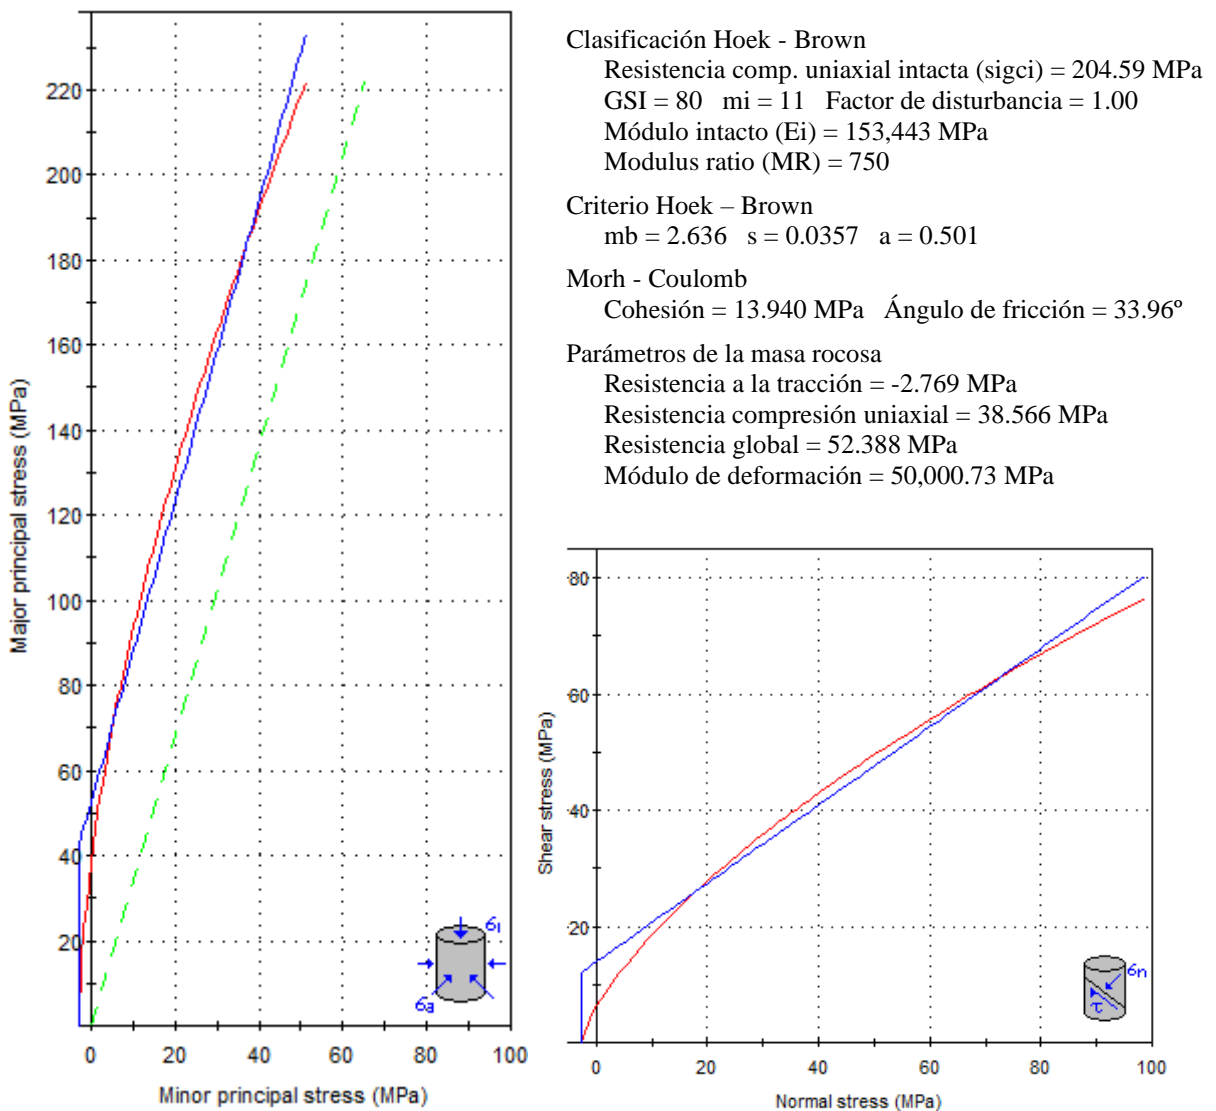 Clasificación Hoek - Brown
Resistencia comp. uniaxial intacta (sigci) = 204.59 MPa
GSI = 80 mi = 11 Factor de disturbancia = 1.00
Módulo intacto (Ei) = 153,443 MPa
Modulus ratio (MR) = 750
Criterio Hoek – Brown
mb = 2.636 s = 0.0357 a = 0.501
Morh - Coulomb
Cohesión = 13.940 MPa Ángulo de fricción = 33.96º
Parámetros de la masa rocosa
Resistencia a la tracción = -2.769 MPa
Resistencia compresión uniaxial = 38.566 MPa
Resistencia global = 52.388 MPa
Módulo de deformación = 50,000.73 MPa
Major principal stress (MPa)
220
200
180
160
140
120
100
80
60
40
20
0 20 40 60 80 100
Minor principal stress (MPa)
σ1
σ3
Shear stress (MPa)
80
60
40
20
0 20 40 60 80 100
Normal stress (MPa)
σn
τ